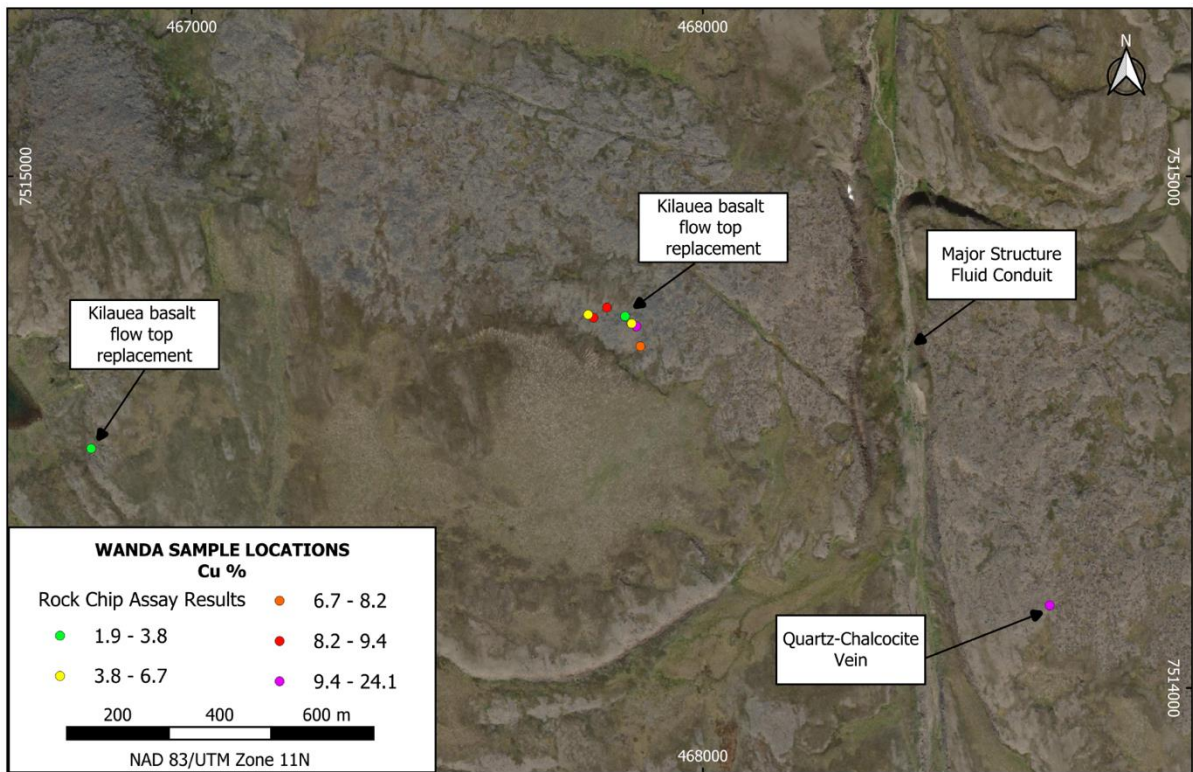 467000
468000
N
7515000
7515000
Kilauea basalt
flow top
replacement
Major Structure
Fluid Conduit
Kilauea basalt
flow top
replacement
Quartz-Chalcocite
Vein
7514000
468000
WANDA SAMPLE LOCATIONS
Cu %
Rock Chip Assay Results
1.9 - 3.8
3.8 - 6.7
6.7 - 8.2
8.2 - 9.4
9.4 - 24.1
200 400 600 m
NAD 83/UTM Zone 11N